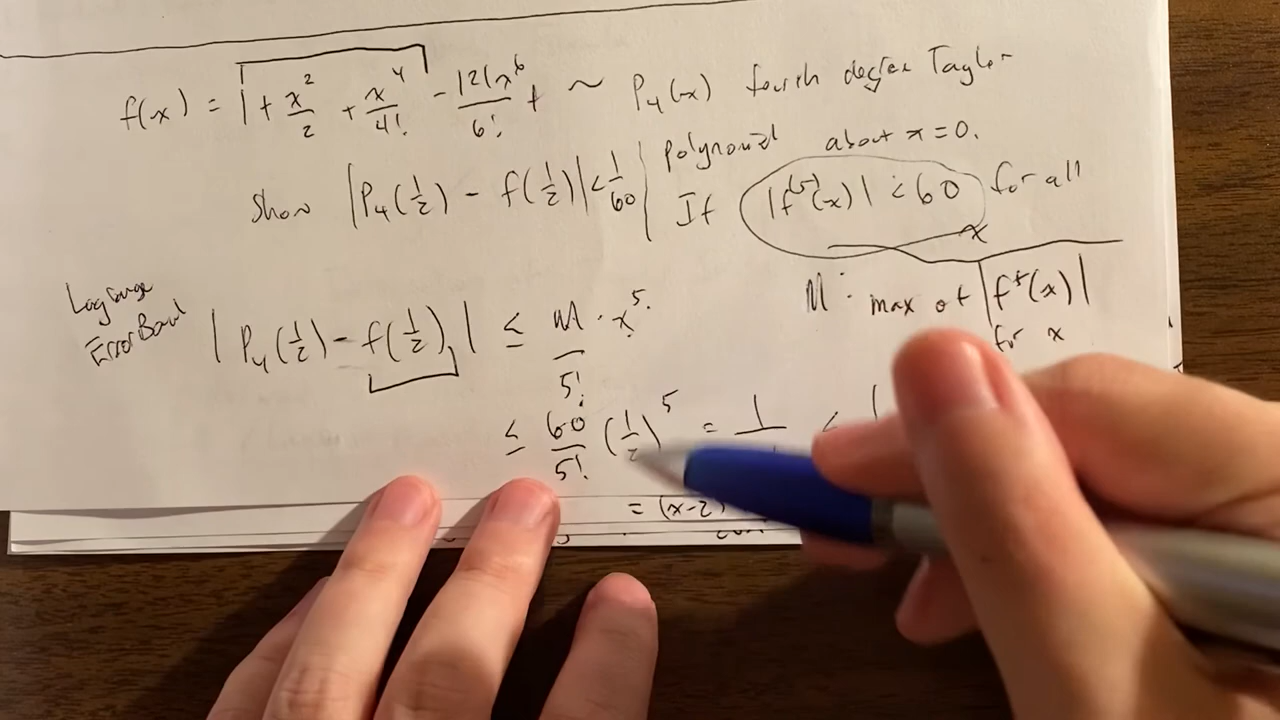 f(x) = 1 + x²/2 + x⁴/4! - 121x⁶/6! + ~ P₄(x) fourth degree Taylor
Polynomial about x=0.
Show |P₄(1/2) - f(1/2)| < 1/60 If |f⁽⁵⁾(x)| < 60 for all
x
Lagrange
Error Bound
|P₄(1/2) - f(1/2)| ≤ M/5! · x⁵
M: max of |f⁵(x)|
for x
≤ 60/5! (1/2)⁵ = 1 <
= (x-2)